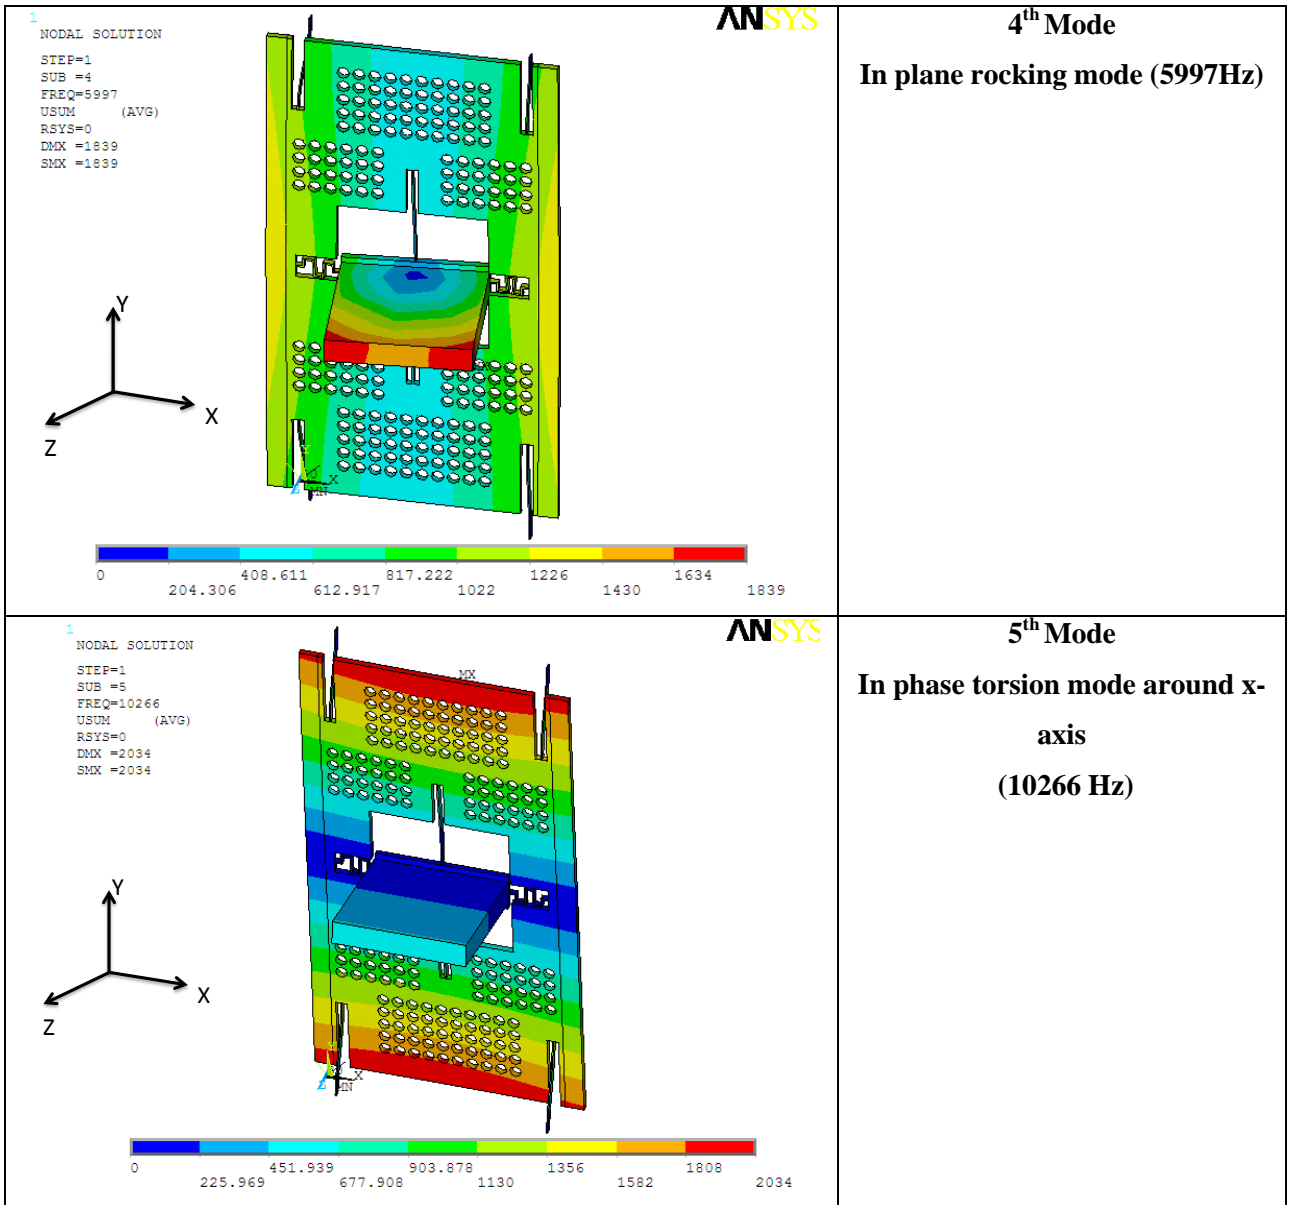 1
NODAL SOLUTION
STEP=1
SUB =4
FREQ=5997
USUM (AVG)
RSYS=0
DMX =1839
SMX =1839
ANSYS
Y
X
Z
Y
X
Z
MN
0 408.611 817.222 1226 1634
204.306 612.917 1022 1430 1839
4th Mode
In plane rocking mode (5997Hz)
1
NODAL SOLUTION
STEP=1
SUB =5
FREQ=10266
USUM (AVG)
RSYS=0
DMX =2034
SMX =2034
ANSYS
MX
Y
X
Z
Y
X
Z
MN
0 451.939 903.878 1356 1808
225.969 677.908 1130 1582 2034
5th Mode
In phase torsion mode around x-
axis
(10266 Hz)